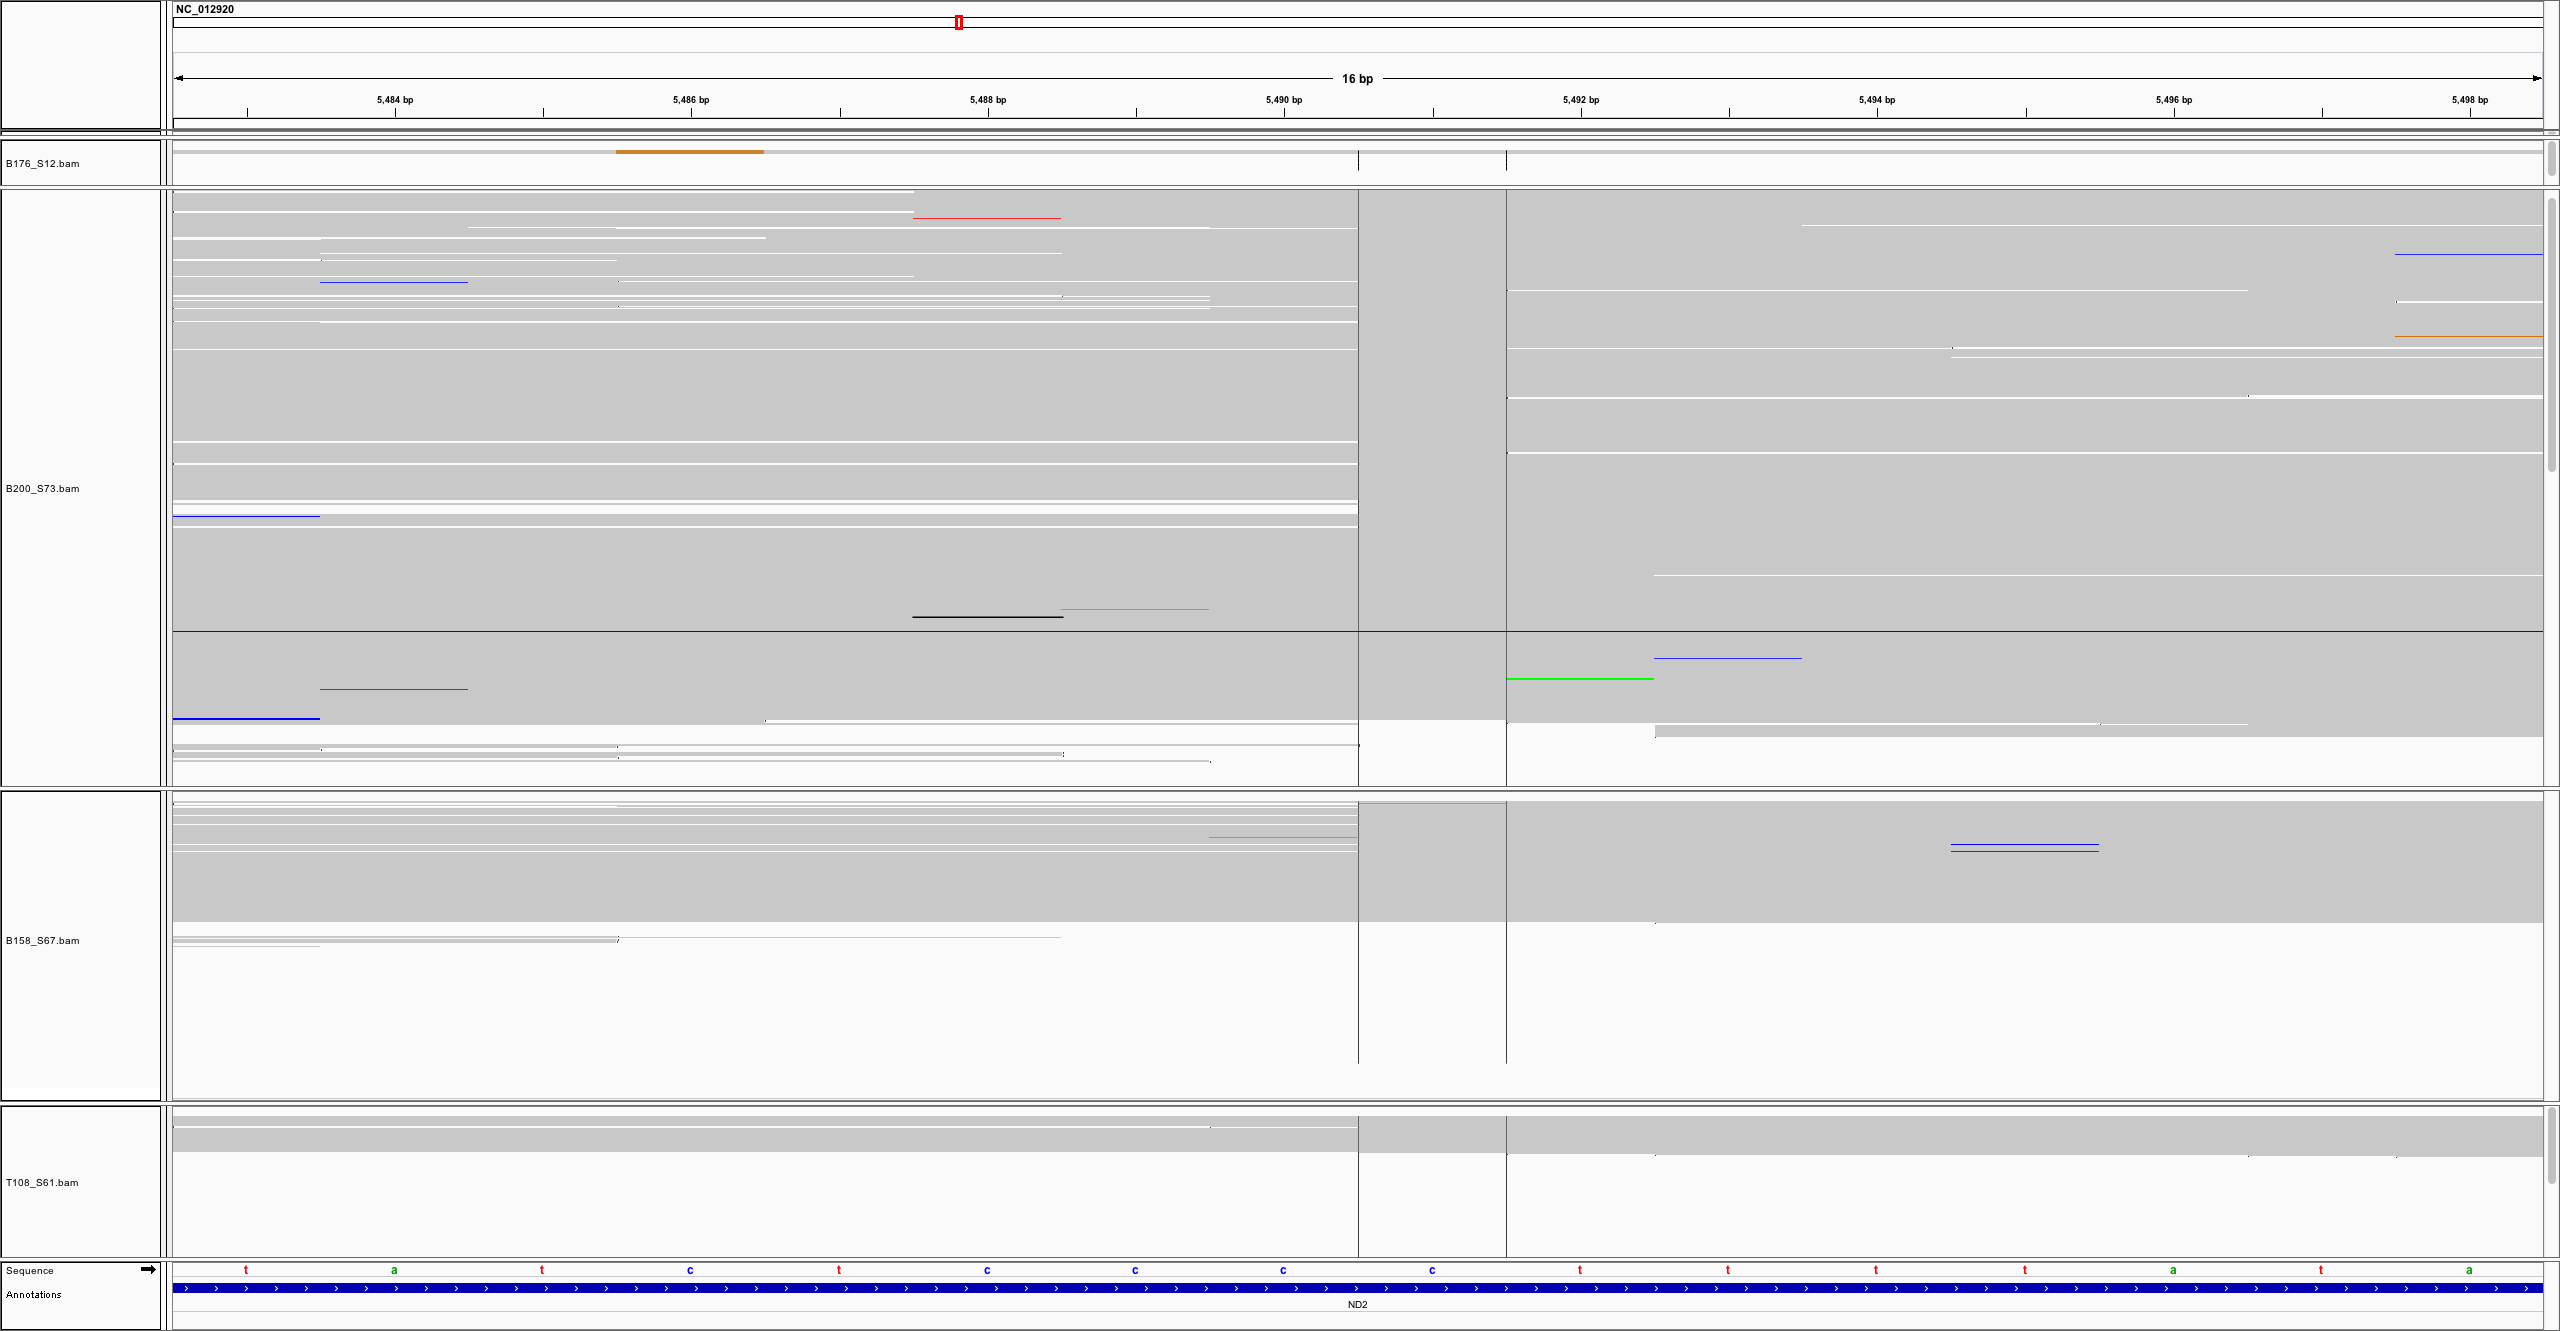 NC_012920
16 bp
5,484 bp 5,486 bp 5,488 bp 5,490 bp 5,492 bp 5,494 bp 5,496 bp 5,498 bp
B176_S12.bam
B200_S73.bam
B158_S67.bam
T108_S61.bam
Sequence t a t c t c c c c t t t t a t a
Annotations
ND2